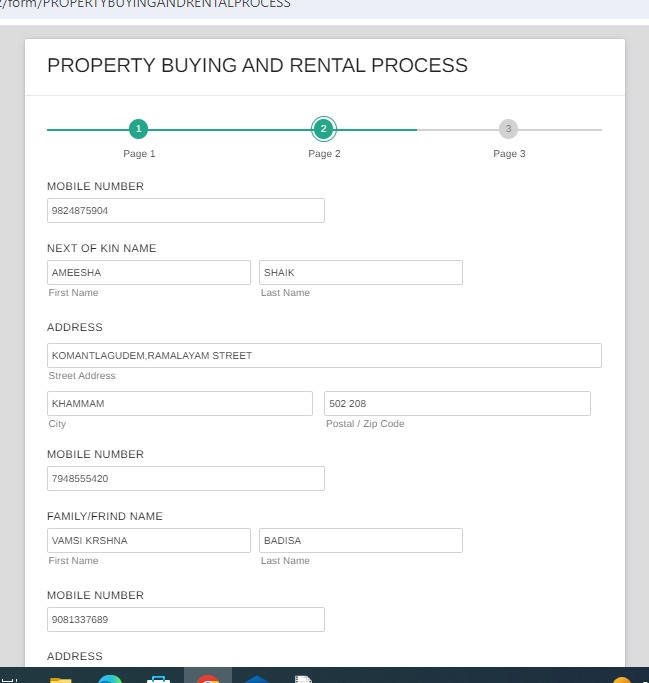 /form/PROPERTYBUYINGANDRENTALPROCESS
PROPERTY BUYING AND RENTAL PROCESS
1 2 3
Page 1 Page 2 Page 3
MOBILE NUMBER
9824875904
NEXT OF KIN NAME
AMEESHA SHAIK
First Name Last Name
ADDRESS
KOMANTLAGUDEM,RAMALAYAM STREET
Street Address
KHAMMAM 502 208
City Postal / Zip Code
MOBILE NUMBER
7948555420
FAMILY/FRIND NAME
VAMSI KRSHNA BADISA
First Name Last Name
MOBILE NUMBER
9081337689
ADDRESS